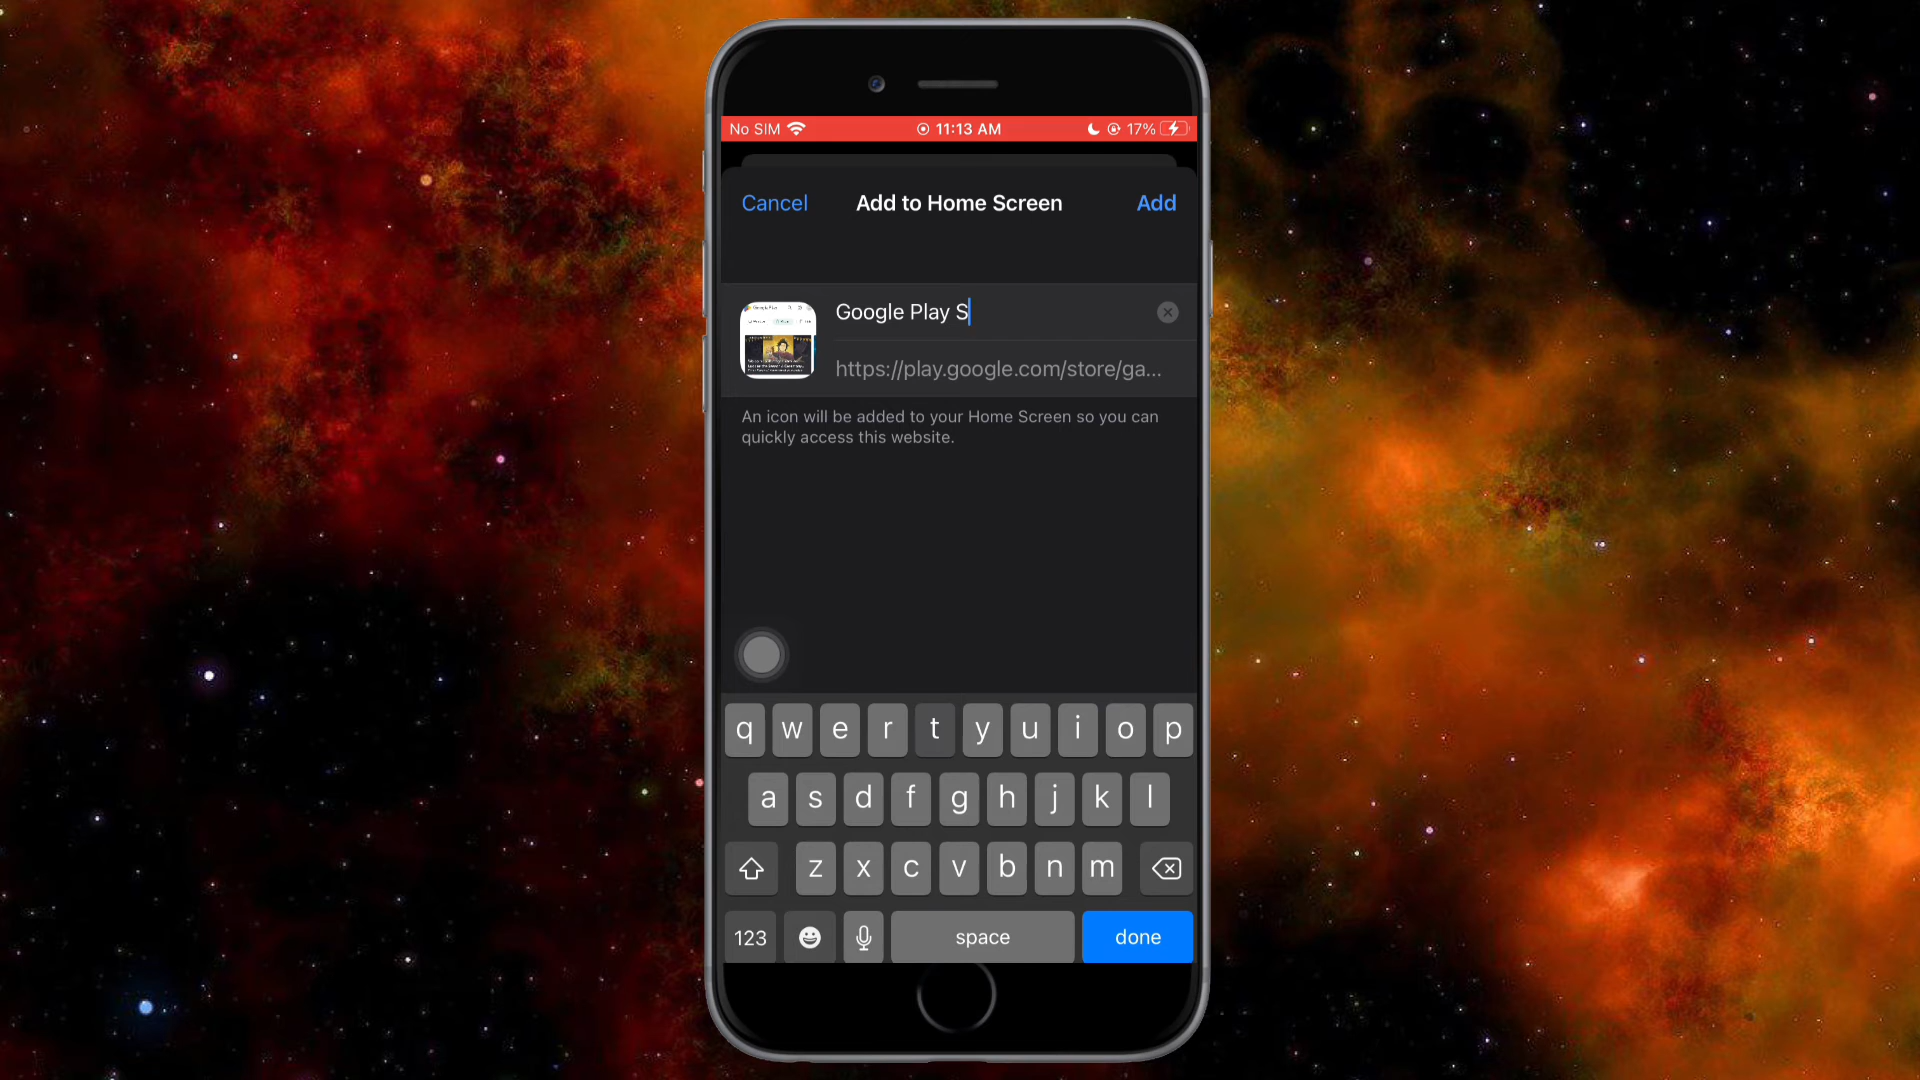 No SIM 11:13 AM 17%
Cancel Add to Home Screen Add
Google Play S
https://play.google.com/store/ga...
An icon will be added to your Home Screen so you can
quickly access this website.
q w e r t y u i o p
a s d f g h j k l
z x c v b n m
123 space done